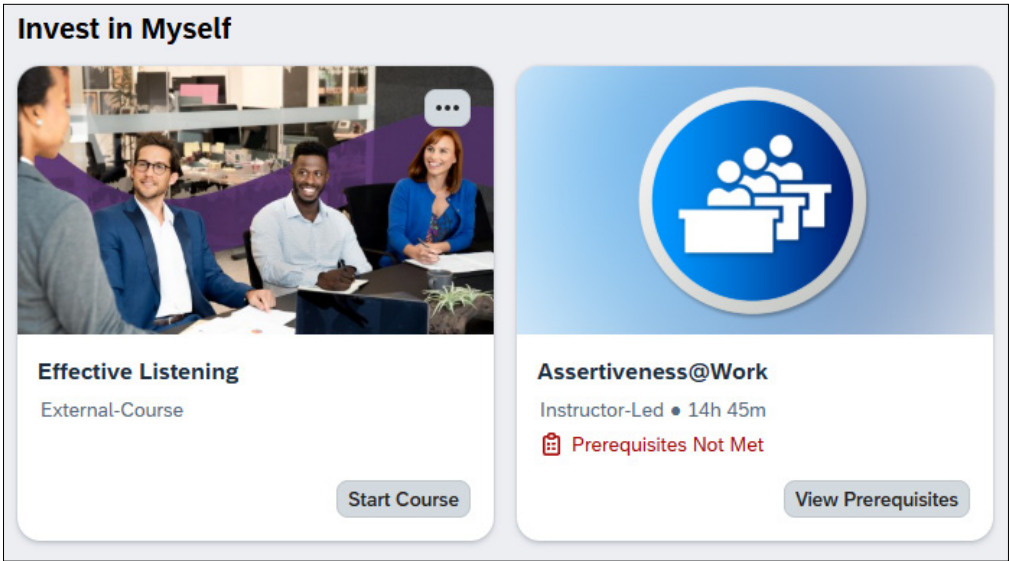 Invest in Myself
Effective Listening
External-Course
Start Course
Assertiveness@Work
Instructor-Led ● 14h 45m
Prerequisites Not Met
View Prerequisites